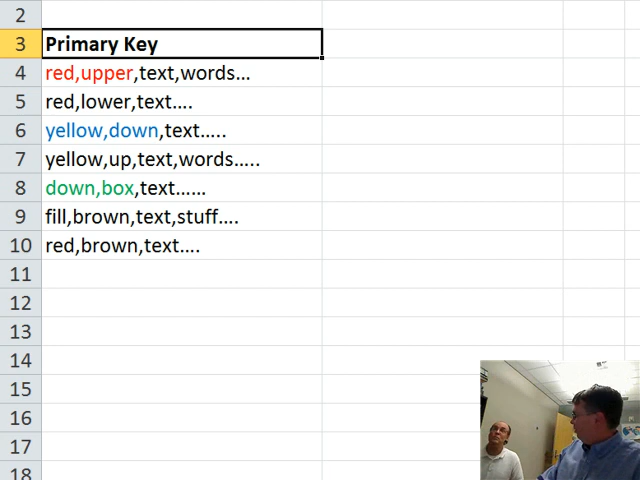 2
3 Primary Key
4 red,upper,text,words...
5 red,lower,text....
6 yellow,down,text.....
7 yellow,up,text,words.....
8 down,box,text......
9 fill,brown,text,stuff....
10 red,brown,text....
11
12
13
14
15
16
17
18